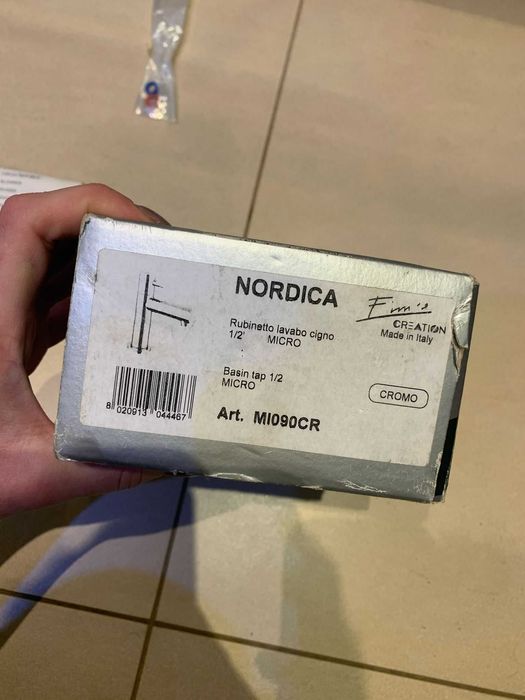 NORDICA
Fim's
CREATION
Made in Italy
Rubinetto lavabo cigno
1/2' MICRO
Basin tap 1/2
MICRO
CROMO
8 020913 044467
Art. MI090CR